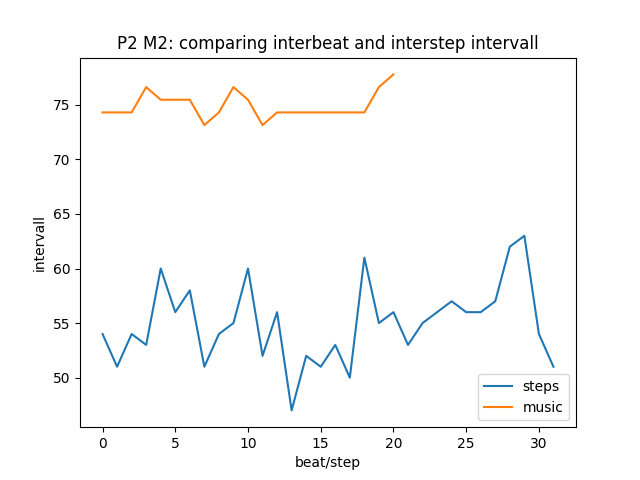 P2 M2: comparing interbeat and interstep intervall
75
70
65
60
55
50
intervall
0 5 10 15 20 25 30
beat/step
steps
music